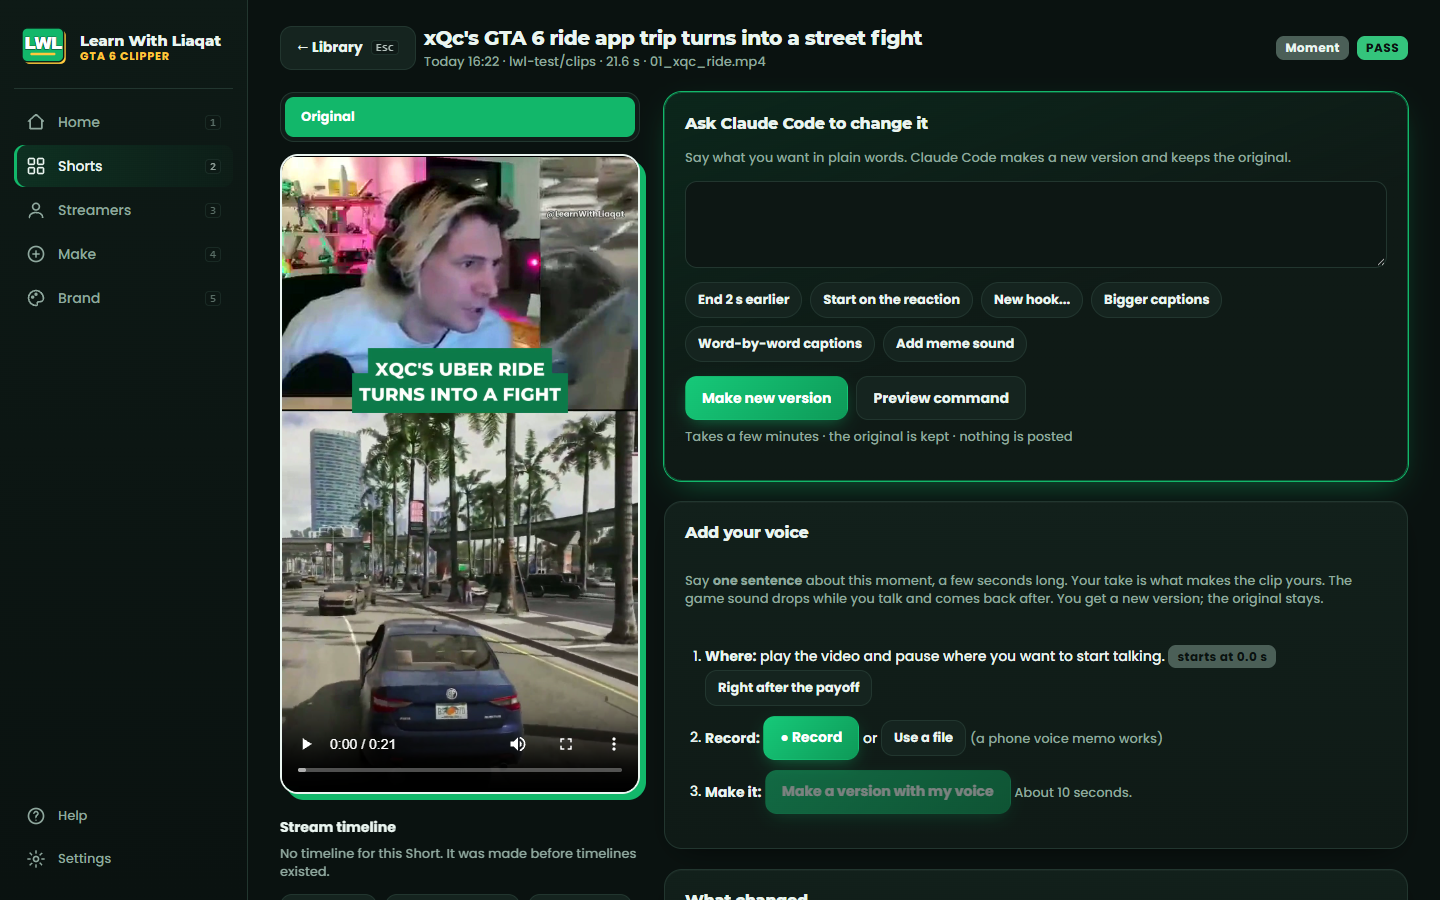 LWL
Learn With Liaqat
GTA 6 CLIPPER
Home 1
Shorts 2
Streamers 3
Make 4
Brand 5
Help
Settings
← Library Esc
xQc's GTA 6 ride app trip turns into a street fight
Today 16:22 · lwl-test/clips · 21.6 s · 01_xqc_ride.mp4
Moment PASS
Original
@LearnWithLiaqat
XQC'S UBER RIDE
TURNS INTO A FIGHT
0:00 / 0:21
Stream timeline
No timeline for this Short. It was made before timelines
existed.
Ask Claude Code to change it
Say what you want in plain words. Claude Code makes a new version and keeps the original.
End 2 s earlier Start on the reaction New hook... Bigger captions
Word-by-word captions Add meme sound
Make new version Preview command
Takes a few minutes · the original is kept · nothing is posted
Add your voice
Say one sentence about this moment, a few seconds long. Your take is what makes the clip yours. The
game sound drops while you talk and comes back after. You get a new version; the original stays.
1. Where: play the video and pause where you want to start talking. starts at 0.0 s
Right after the payoff
2. Record: ● Record or Use a file (a phone voice memo works)
3. Make it: Make a version with my voice About 10 seconds.
What changed